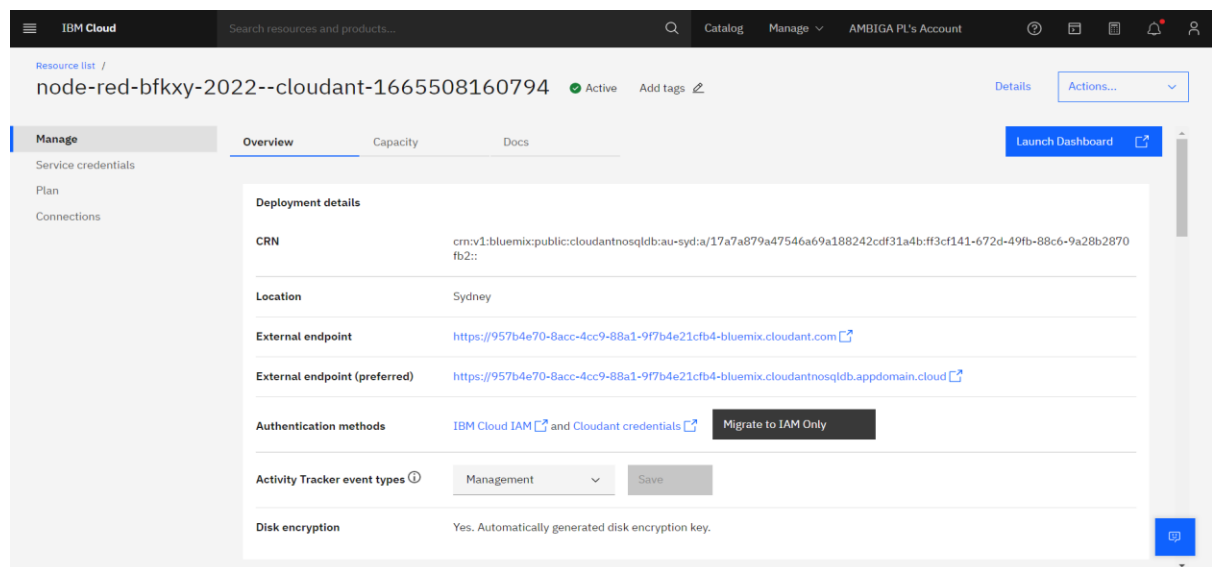 IBM Cloud
Search resources and products...
Catalog
Manage
AMBIGA PL's Account
Resource list /
node-red-bfkxy-2022--cloudant-1665508160794
Active
Add tags
Details
Actions...
Manage
Service credentials
Plan
Connections
Overview
Capacity
Docs
Launch Dashboard
Deployment details
CRN
crn:v1:bluemix:public:cloudantnosqldb:au-syd:a/17a7a879a47546a69a188242cdf31a4b:ff3cf141-672d-49fb-88c6-9a28b2870
fb2::
Location
Sydney
External endpoint
https://957b4e70-8acc-4cc9-88a1-9f7b4e21cfb4-bluemix.cloudant.com
External endpoint (preferred)
https://957b4e70-8acc-4cc9-88a1-9f7b4e21cfb4-bluemix.cloudantnosqldb.appdomain.cloud
Authentication methods
IBM Cloud IAM and Cloudant credentials
Migrate to IAM Only
Activity Tracker event types
Management
Save
Disk encryption
Yes. Automatically generated disk encryption key.